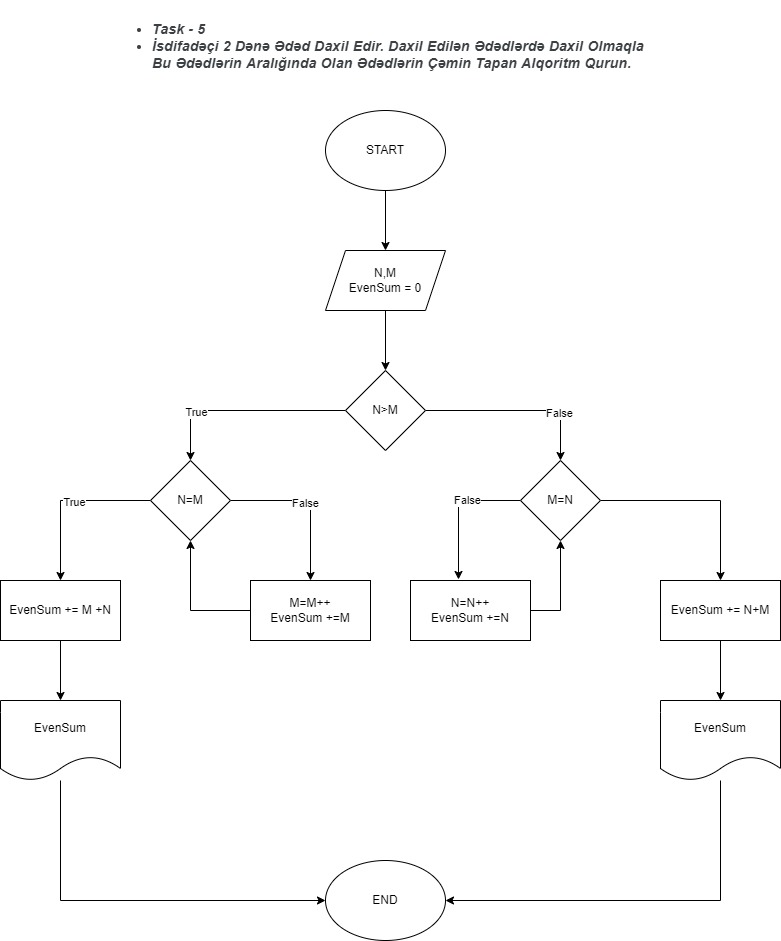 Task - 5
İsdifadəçi 2 Dənə Ədəd Daxil Edir. Daxil Edilən Ədədlərdə Daxil Olmaqla
Bu Ədədlərin Aralığında Olan Ədədlərin Çəmin Tapan Alqoritm Qurun.
START
N,M
EvenSum = 0
N>M
True
False
N=M
M=N
True
False
False
EvenSum += M +N
M=M++
EvenSum +=M
N=N++
EvenSum +=N
EvenSum += N+M
EvenSum
EvenSum
END